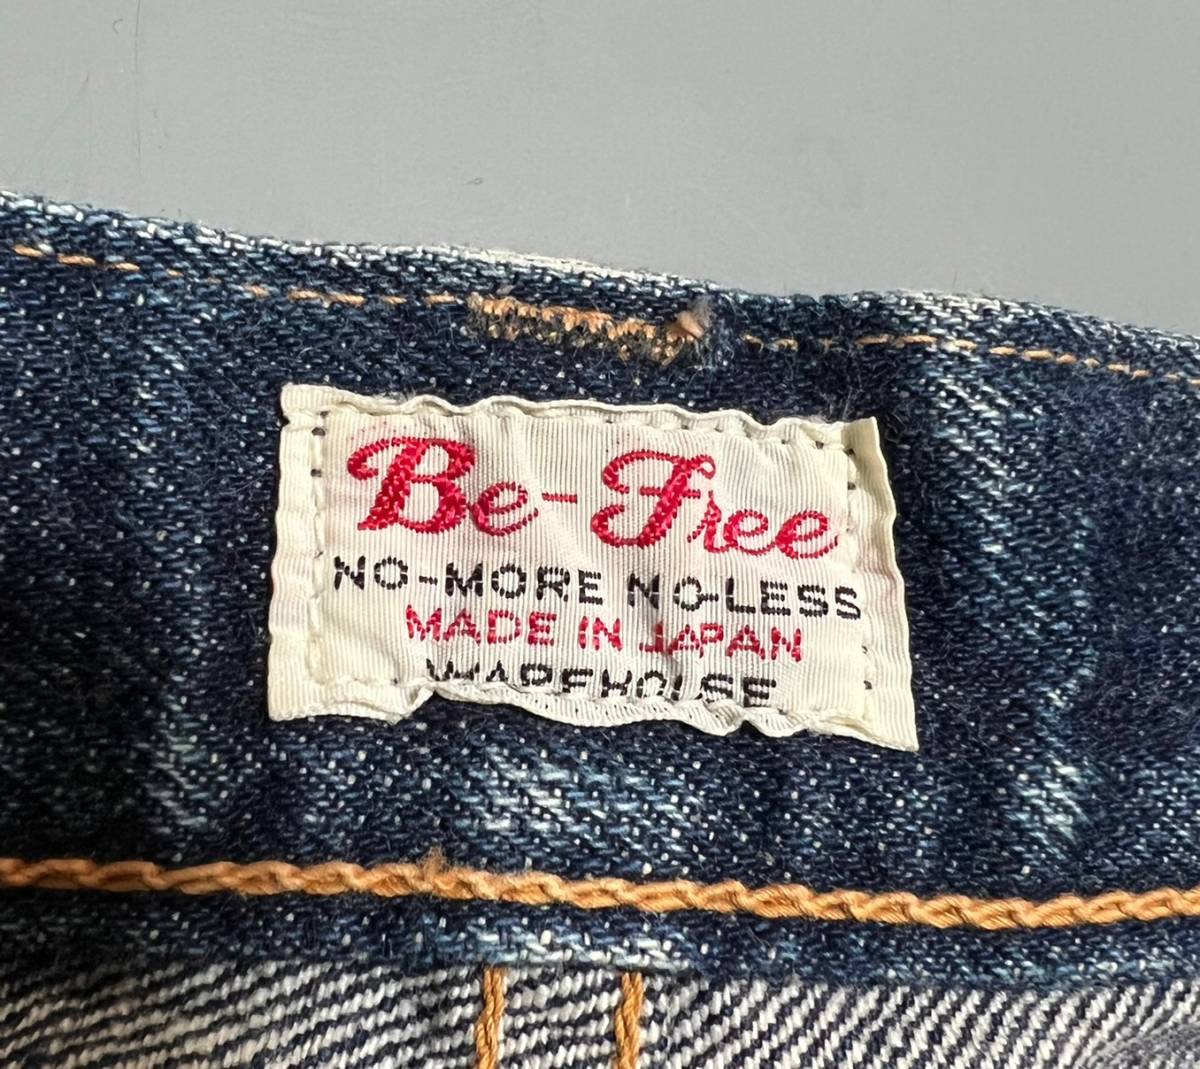 Be-Free
NO-MORE NO-LESS
MADE IN JAPAN
WAREHOUSE